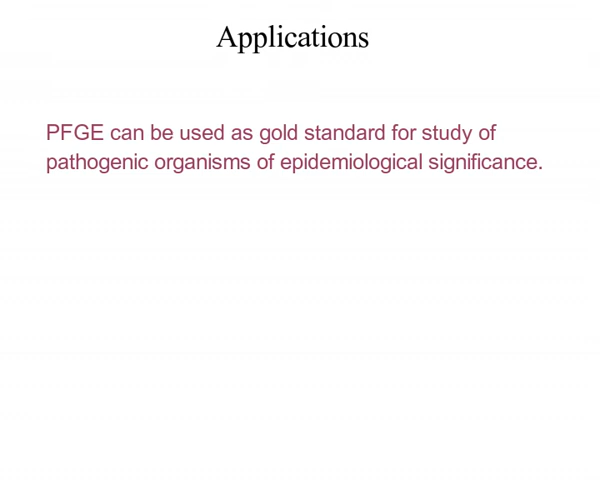 Applications
PFGE can be used as gold standard for study of
pathogenic organisms of epidemiological significance.